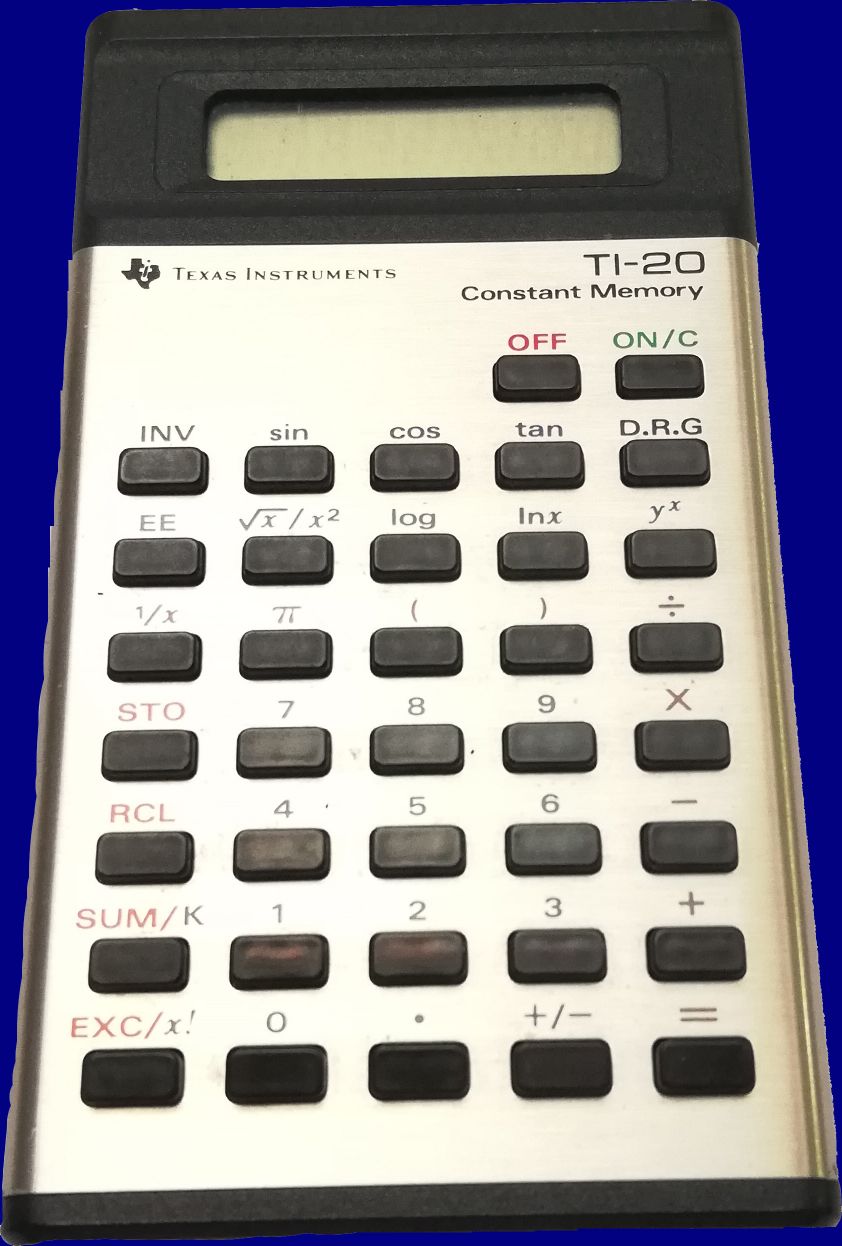 TEXAS INSTRUMENTS TI-20
Constant Memory
OFF ON/C
INV sin cos tan D.R.G
EE √x/x² log lnx yˣ
1/x π ( ) ÷
STO 7 8 9 X
RCL 4 5 6 −
SUM/K 1 2 3 +
EXC/x! 0 . +/− =